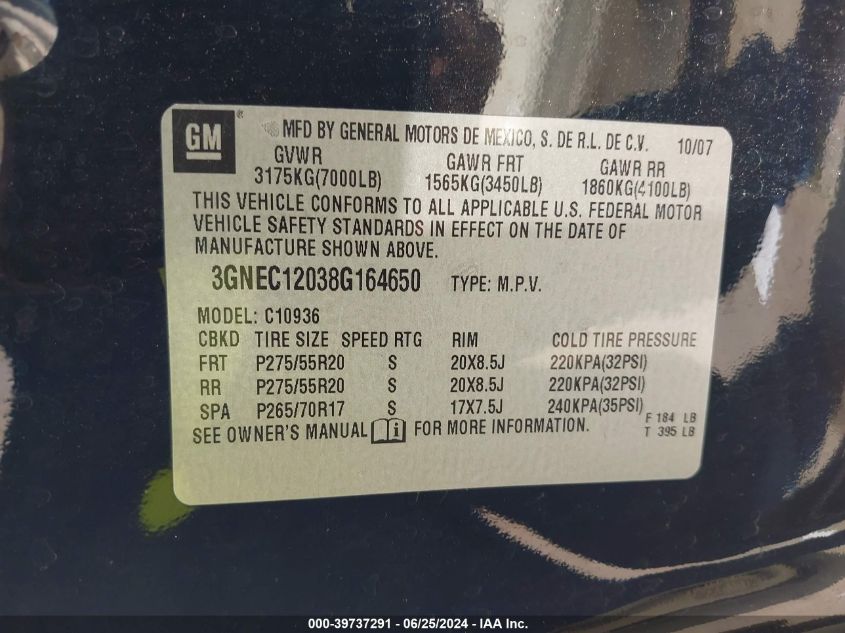 GM
MFD BY GENERAL MOTORS DE MEXICO, S. DE R.L. DE C.V. 10/07
GVWR GAWR FRT GAWR RR
3175KG(7000LB) 1565KG(3450LB) 1860KG(4100LB)
THIS VEHICLE CONFORMS TO ALL APPLICABLE U.S. FEDERAL MOTOR
VEHICLE SAFETY STANDARDS IN EFFECT ON THE DATE OF
MANUFACTURE SHOWN ABOVE.
3GNEC12038G164650 TYPE: M.P.V.
MODEL: C10936
CBKD TIRE SIZE SPEED RTG RIM COLD TIRE PRESSURE
FRT P275/55R20 S 20X8.5J 220KPA(32PSI)
RR P275/55R20 S 20X8.5J 220KPA(32PSI)
SPA P265/70R17 S 17X7.5J 240KPA(35PSI)
F 184 LB
SEE OWNER'S MANUAL i FOR MORE INFORMATION. T 395 LB
000-39737291 - 06/25/2024 - IAA Inc.